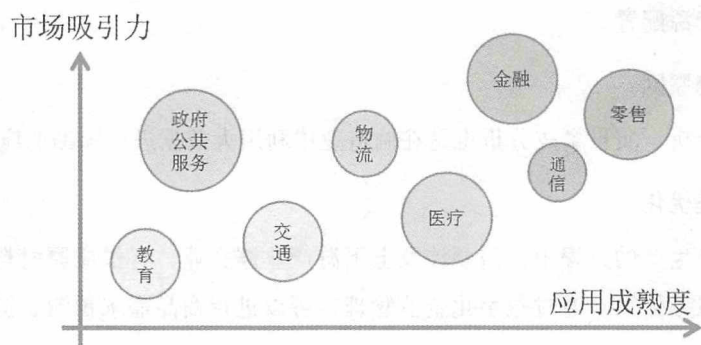 市场吸引力
政府
公共
服务
物
流
金融
零售
通
信
教
育
交
通
医疗
应用成熟度